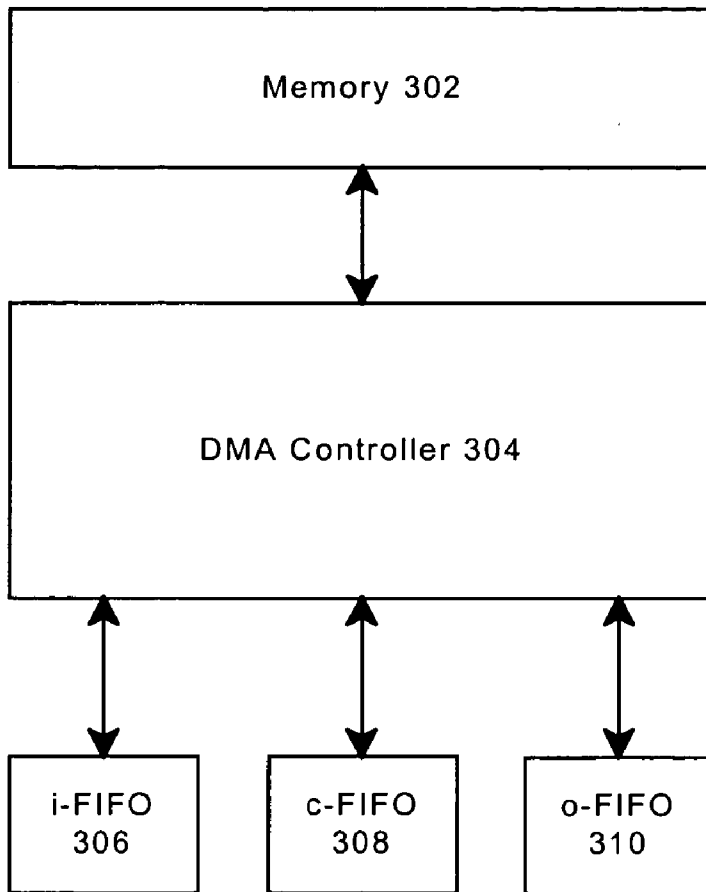 Memory 302
DMA Controller 304
i-FIFO
306
c-FIFO
308
o-FIFO
310